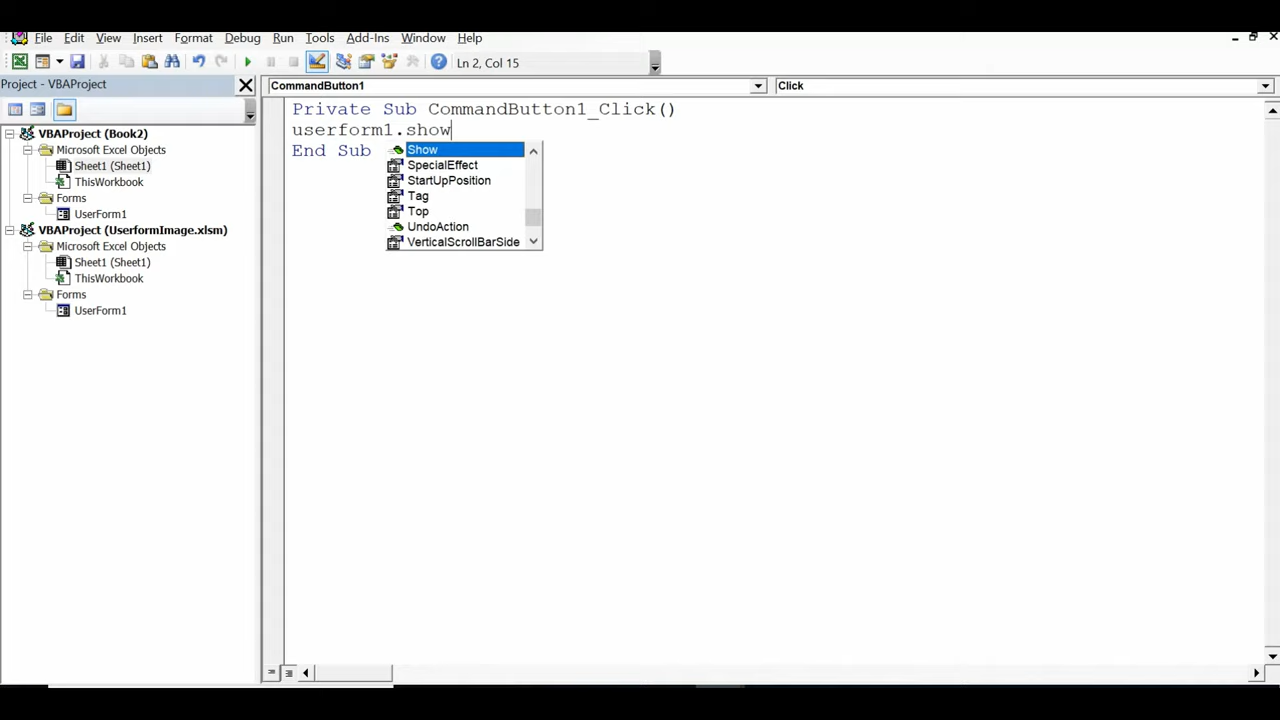 File Edit View Insert Format Debug Run Tools Add-Ins Window Help
Ln 2, Col 15
Project - VBAProject
CommandButton1
Click
VBAProject (Book2)
Microsoft Excel Objects
Sheet1 (Sheet1)
ThisWorkbook
Forms
UserForm1
VBAProject (UserformImage.xlsm)
Microsoft Excel Objects
Sheet1 (Sheet1)
ThisWorkbook
Forms
UserForm1
Private Sub CommandButton1_Click()
userform1.show
End Sub
Show
SpecialEffect
StartUpPosition
Tag
Top
UndoAction
VerticalScrollBarSide